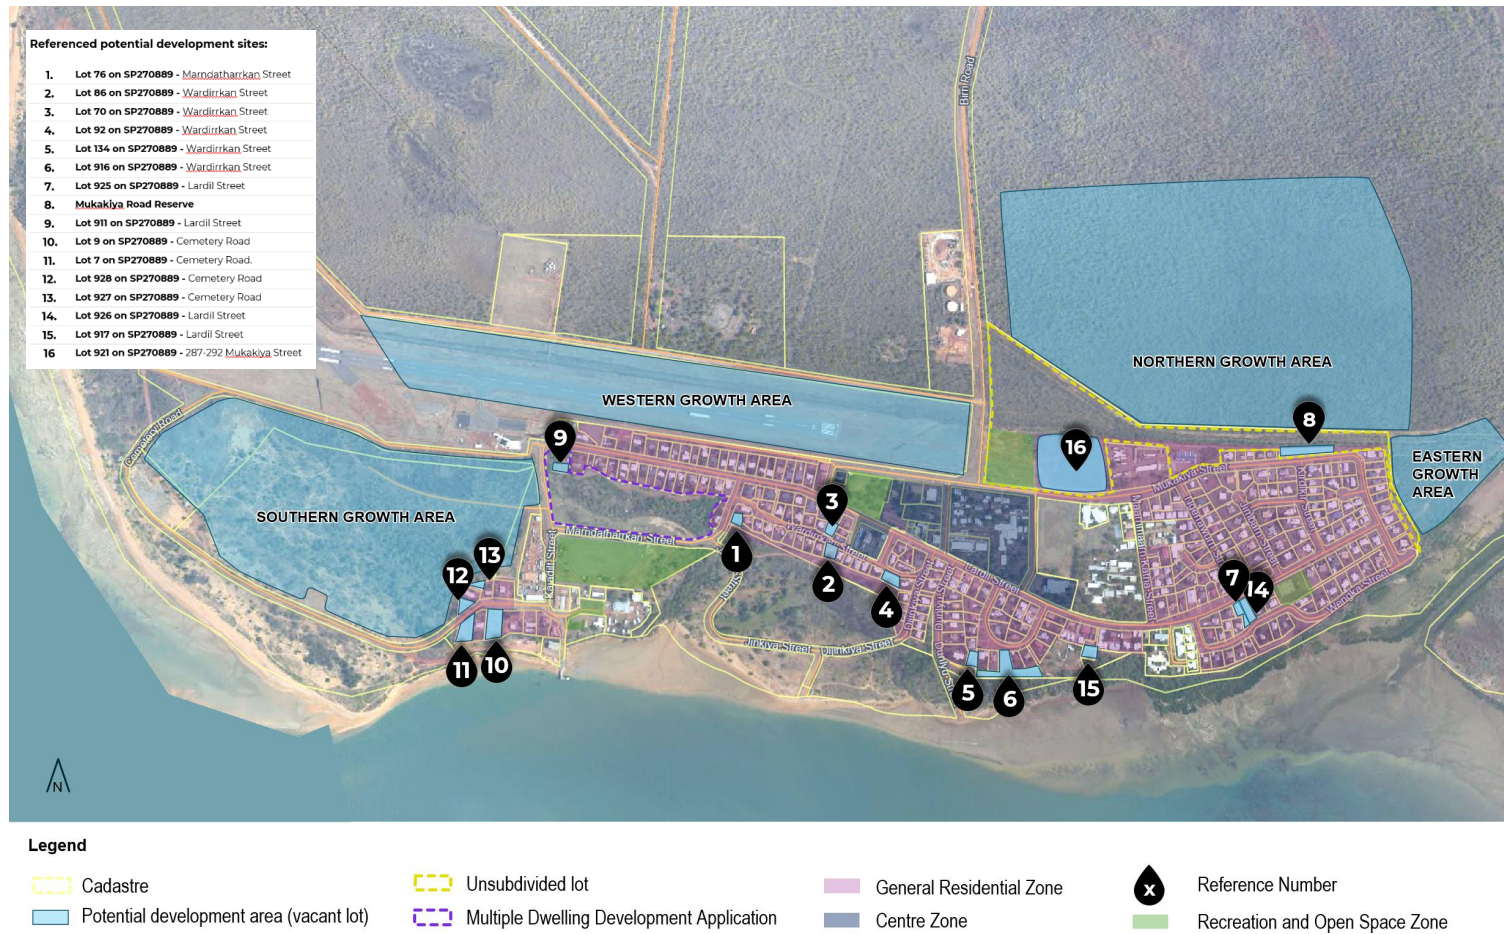 Referenced potential development sites:
1. Lot 76 on SP270889 - Marndatharrkan Street
2. Lot 86 on SP270889 - Wardirrkan Street
3. Lot 70 on SP270889 - Wardirrkan Street
4. Lot 92 on SP270889 - Wardirrkan Street
5. Lot 134 on SP270889 - Wardirrkan Street
6. Lot 916 on SP270889 - Wardirrkan Street
7. Lot 925 on SP270889 - Lardil Street
8. Mukakiya Road Reserve
9. Lot 911 on SP270889 - Lardil Street
10. Lot 9 on SP270889 - Cemetery Road
11. Lot 7 on SP270889 - Cemetery Road.
12. Lot 928 on SP270889 - Cemetery Road
13. Lot 927 on SP270889 - Cemetery Road
14. Lot 926 on SP270889 - Lardil Street
15. Lot 917 on SP270889 - Lardil Street
16 Lot 921 on SP270889 - 287-292 Mukakiya Street
Birri Road
NORTHERN GROWTH AREA
WESTERN GROWTH AREA
8
9
16
Cemetery Road
EASTERN
GROWTH
AREA
Mukakiya Street
3
SOUTHERN GROWTH AREA
Marndatharrkan Street
Wardirrkan Street
1
13
12
2
Lardil Street
7
14
4
Street
Jinkiya Street
Jinkiya Street
11
10
5
6
15
N
Legend
Cadastre
Unsubdivided lot
General Residential Zone
x
Reference Number
Potential development area (vacant lot)
Multiple Dwelling Development Application
Centre Zone
Recreation and Open Space Zone